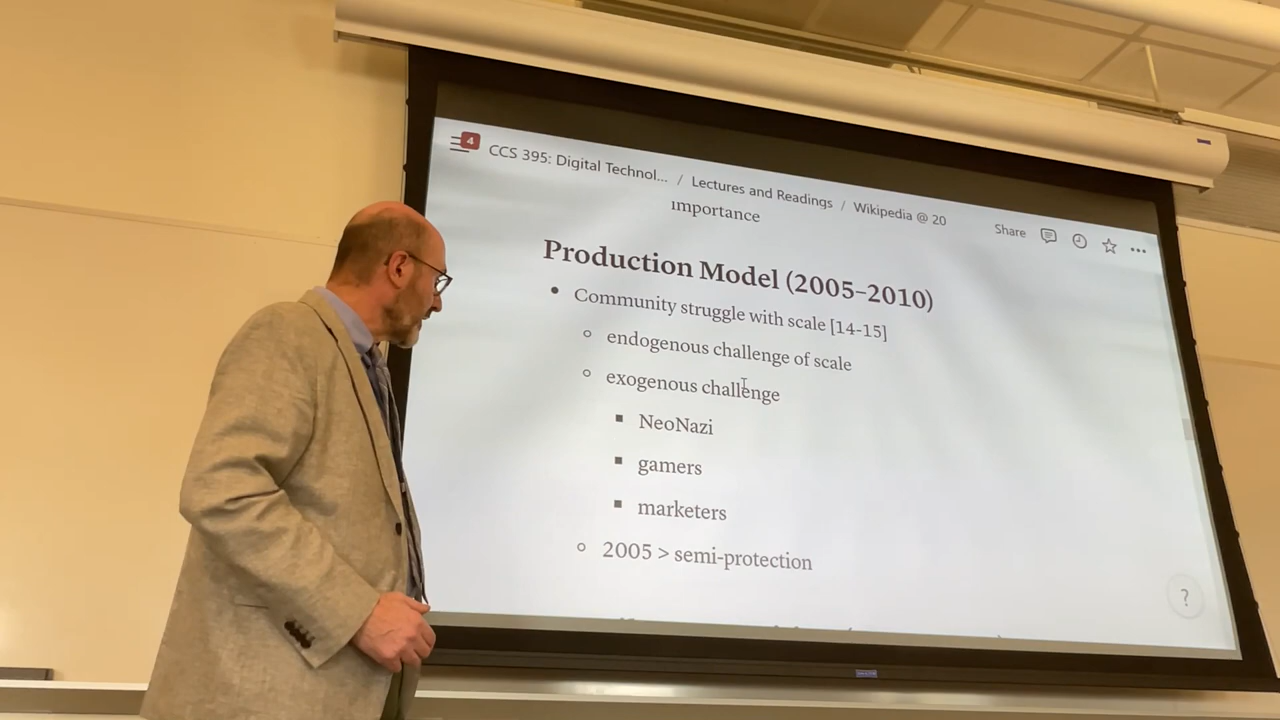 4
CCS 395: Digital Technol... / Lectures and Readings / Wikipedia @ 20
Share
importance
Production Model (2005–2010)
• Community struggle with scale [14-15]
◦ endogenous challenge of scale
◦ exogenous challenge
▪ NeoNazi
▪ gamers
▪ marketers
◦ 2005 > semi-protection
?